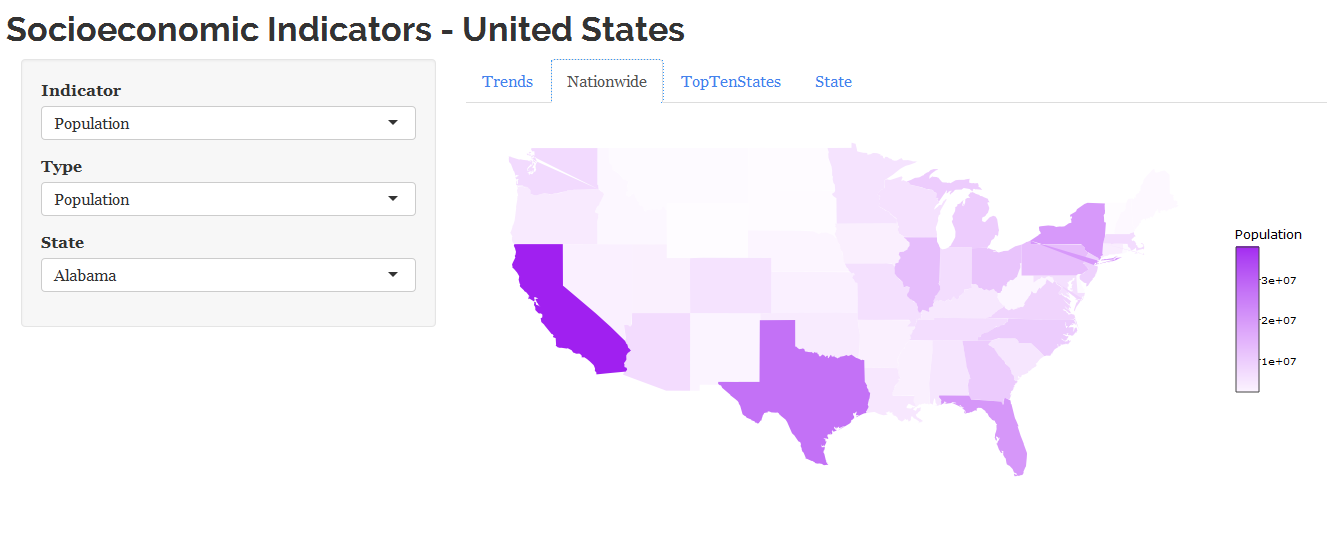 Socioeconomic Indicators - United States
Indicator
Population
Type
Population
State
Alabama
Trends
Nationwide
TopTenStates
State
Population
3e+07
2e+07
1e+07